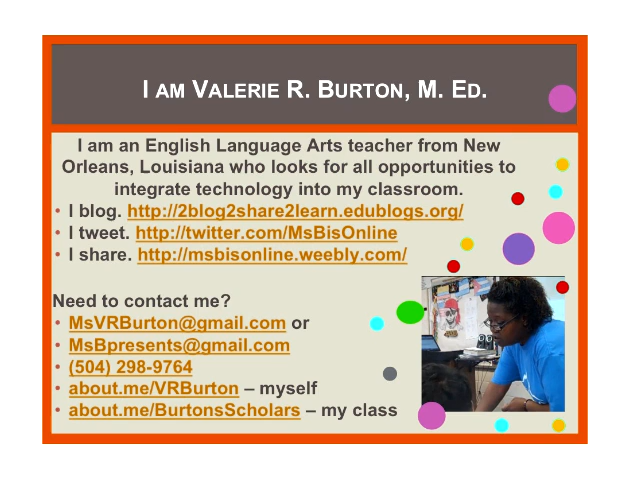 I AM VALERIE R. BURTON, M. ED.
I am an English Language Arts teacher from New
Orleans, Louisiana who looks for all opportunities to
integrate technology into my classroom.
• I blog. http://2blog2share2learn.edublogs.org/
• I tweet. http://twitter.com/MsBisOnline
• I share. http://msbisonline.weebly.com/
Need to contact me?
• MsVRBurton@gmail.com or
• MsBpresents@gmail.com
• (504) 298-9764
• about.me/VRBurton – myself
• about.me/BurtonsScholars – my class